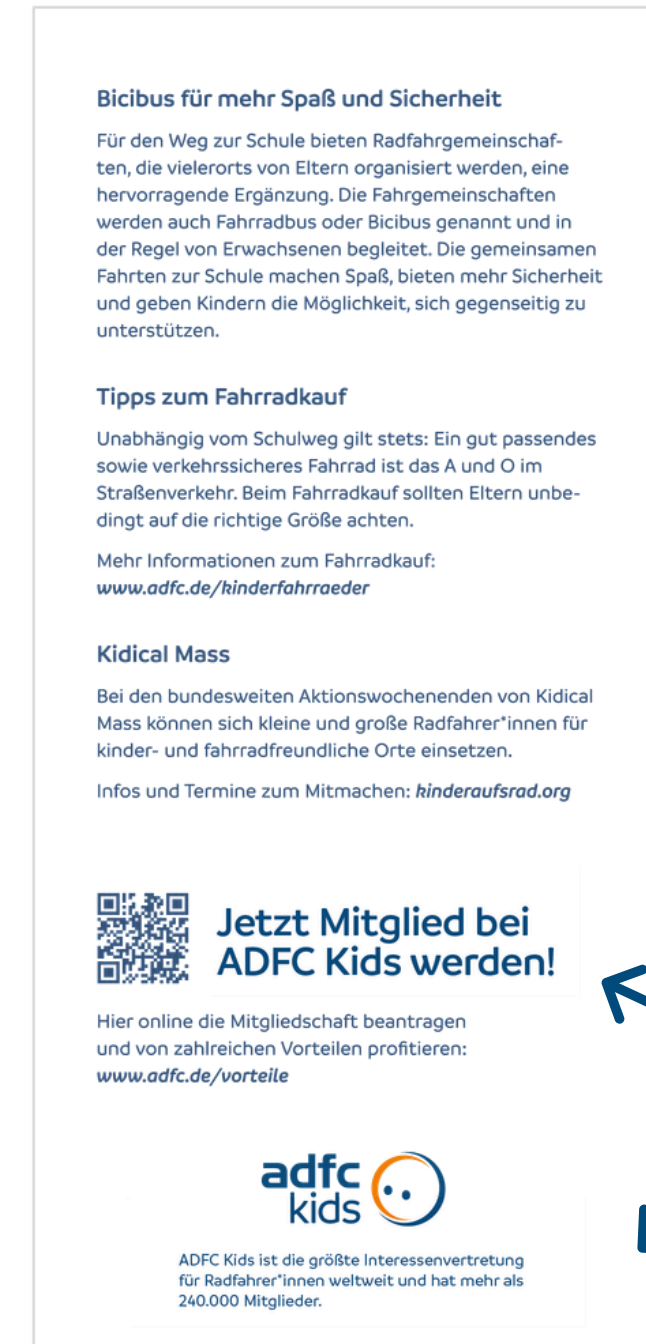 Bicibus für mehr Spaß und Sicherheit
Für den Weg zur Schule bieten Radfahrgemeinschaf-
ten, die vielerorts von Eltern organisiert werden, eine
hervorragende Ergänzung. Die Fahrgemeinschaften
werden auch Fahrradbus oder Bicibus genannt und in
der Regel von Erwachsenen begleitet. Die gemeinsamen
Fahrten zur Schule machen Spaß, bieten mehr Sicherheit
und geben Kindern die Möglichkeit, sich gegenseitig zu
unterstützen.
Tipps zum Fahrradkauf
Unabhängig vom Schulweg gilt stets: Ein gut passendes
sowie verkehrssicheres Fahrrad ist das A und O im
Straßenverkehr. Beim Fahrradkauf sollten Eltern unbe-
dingt auf die richtige Größe achten.
Mehr Informationen zum Fahrradkauf:
www.adfc.de/kinderfahrraeder
Kidical Mass
Bei den bundesweiten Aktionswochenenden von Kidical
Mass können sich kleine und große Radfahrer*innen für
kinder- und fahrradfreundliche Orte einsetzen.
Infos und Termine zum Mitmachen: kinderaufsrad.org
Jetzt Mitglied bei
ADFC Kids werden!
Hier online die Mitgliedschaft beantragen
und von zahlreichen Vorteilen profitieren:
www.adfc.de/vorteile
adfc
kids
ADFC Kids ist die größte Interessenvertretung
für Radfahrer*innen weltweit und hat mehr als
240.000 Mitglieder.